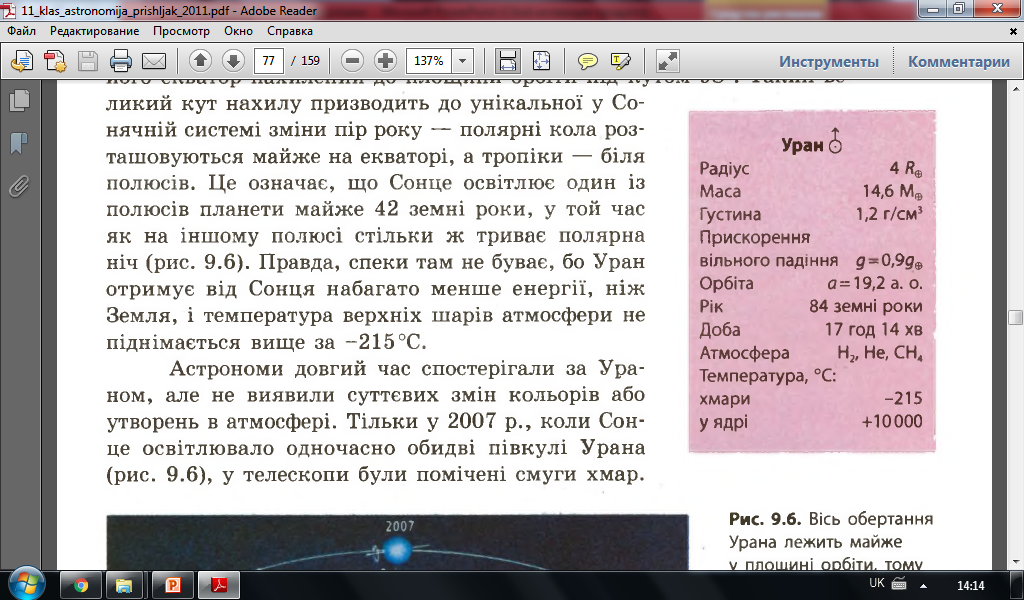 11_klas_astronomija_prishljak_2011.pdf - Adobe Reader
Файл Редактирование Просмотр Окно Справка
77 / 159 137% Инструменты Комментарии
ликий кут нахилу призводить до унікальної у Со-
нячній системі зміни пір року — полярні кола роз-
ташовуються майже на екваторі, а тропіки — біля
полюсів. Це означає, що Сонце освітлює один із
полюсів планети майже 42 земні роки, у той час
як на іншому полюсі стільки ж триває полярна
ніч (рис. 9.6). Правда, спеки там не буває, бо Уран
отримує від Сонця набагато менше енергії, ніж
Земля, і температура верхніх шарів атмосфери не
піднімається вище за –215 °С.
Астрономи довгий час спостерігали за Ура-
ном, але не виявили суттєвих змін кольорів або
утворень в атмосфері. Тільки у 2007 р., коли Сон-
це освітлювало одночасно обидві півкулі Урана
(рис. 9.6), у телескопи були помічені смуги хмар.
Уран ⛢
Радіус 4 R⊕
Маса 14,6 M⊕
Густина 1,2 г/см³
Прискорення
вільного падіння g=0,9g⊕
Орбіта a=19,2 а. о.
Рік 84 земні роки
Доба 17 год 14 хв
Атмосфера H₂, He, CH₄
Температура, °С:
хмари –215
у ядрі +10 000
2007
Рис. 9.6. Вісь обертання
Урана лежить майже
у площині орбіти, тому
UK 14:14